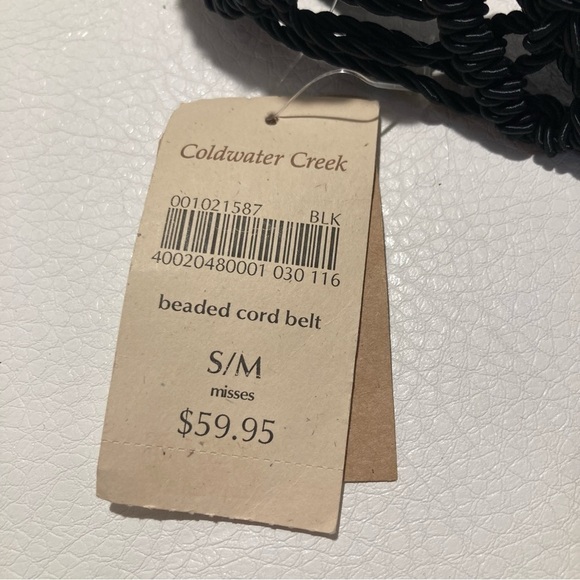 Coldwater Creek
001021587 BLK
40020480001 030 116
beaded cord belt
S/M
misses
$59.95